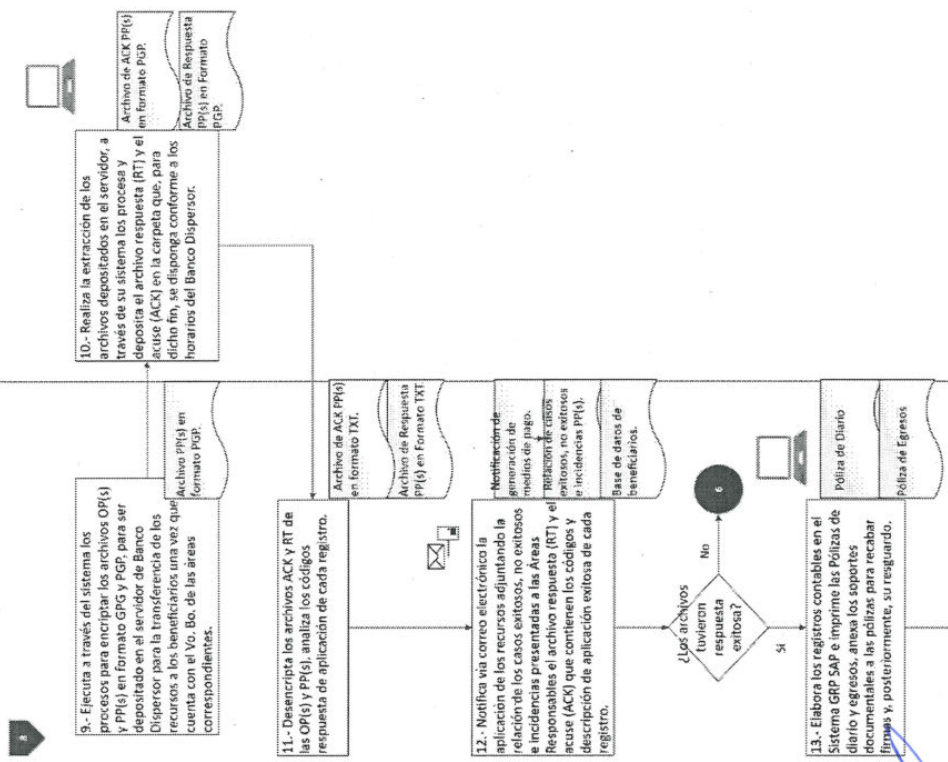 9.- Ejecuta a través del sistema los
procesos para encriptar los archivos OP(s)
y PP(s) en formato GPG y PGP, para ser
depositado en el servidor de Banco
Dispersor para la transferencia de los
recursos a los beneficiarios una vez que
cuenta con el Vo. Bo. de las áreas
correspondientes.
Archivo PP(s) en
formato PGP.
10.- Realiza la extracción de los
archivos depositados en el servidor, a
través de su sistema los procesa y
deposita el archivo respuesta (RT) y el
acuse (ACK) en la carpeta que, para
dicho fin, se disponga conforme a los
horarios del Banco Dispersor.
Archivo de ACK PP(s)
en formato PGP.
Archivo de Respuesta
PP(s) en Formato
PGP.
11.- Desencripta los archivos ACK y RT de
las OP(s) y PP(s), analiza los códigos
respuesta de aplicación de cada registro.
Archivo de ACK PP(s)
en formato TXT.
Archivo de Respuesta
PP(s) en Formato TXT
12.- Notifica via correo electrónico la
aplicación de los recursos adjuntando la
relación de los casos exitosos, no exitosos
e incidencias presentadas a las Áreas
Responsables el archivo respuesta (RT) y el
acuse (ACK) que contienen los códigos y
descripción de aplicación exitosa de cada
registro.
Notificación de
generación de
medios de pago.
Relación de casos
exitosos, no exitosos
e incidencias PP(s).
Base de datos de
beneficiarios.
¿Los archivos
tuvieron
respuesta
exitosa?
No
6
Sí
13.- Elabora los registros contables en el
Sistema GRP SAP e imprime las Pólizas de
diario y egresos, anexa los soportes
documentales a las pólizas para recabar
firmas y, posteriormente, su resguardo.
Póliza de Diario
Póliza de Egresos